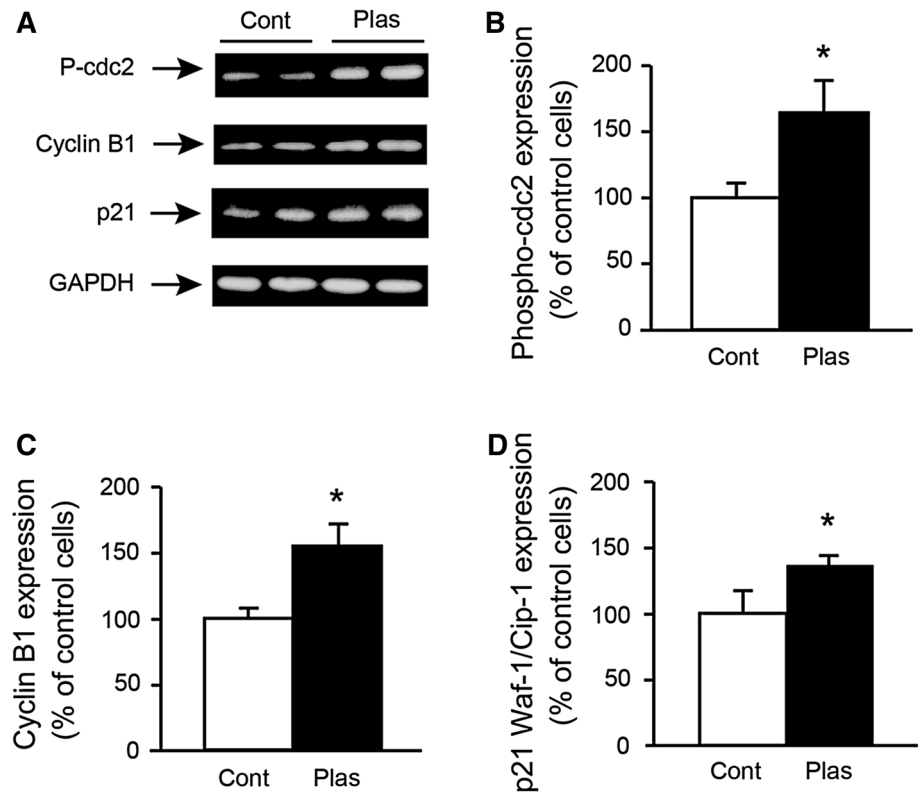 A
Cont Plas
P-cdc2
Cyclin B1
p21
GAPDH
B
Phospho-cdc2 expression
(% of control cells)
200
150
100
50
0
*
Cont Plas
C
Cyclin B1 expression
(% of control cells)
200
150
100
50
0
*
Cont Plas
D
p21 Waf-1/Cip-1 expression
(% of control cells)
200
150
100
50
0
*
Cont Plas